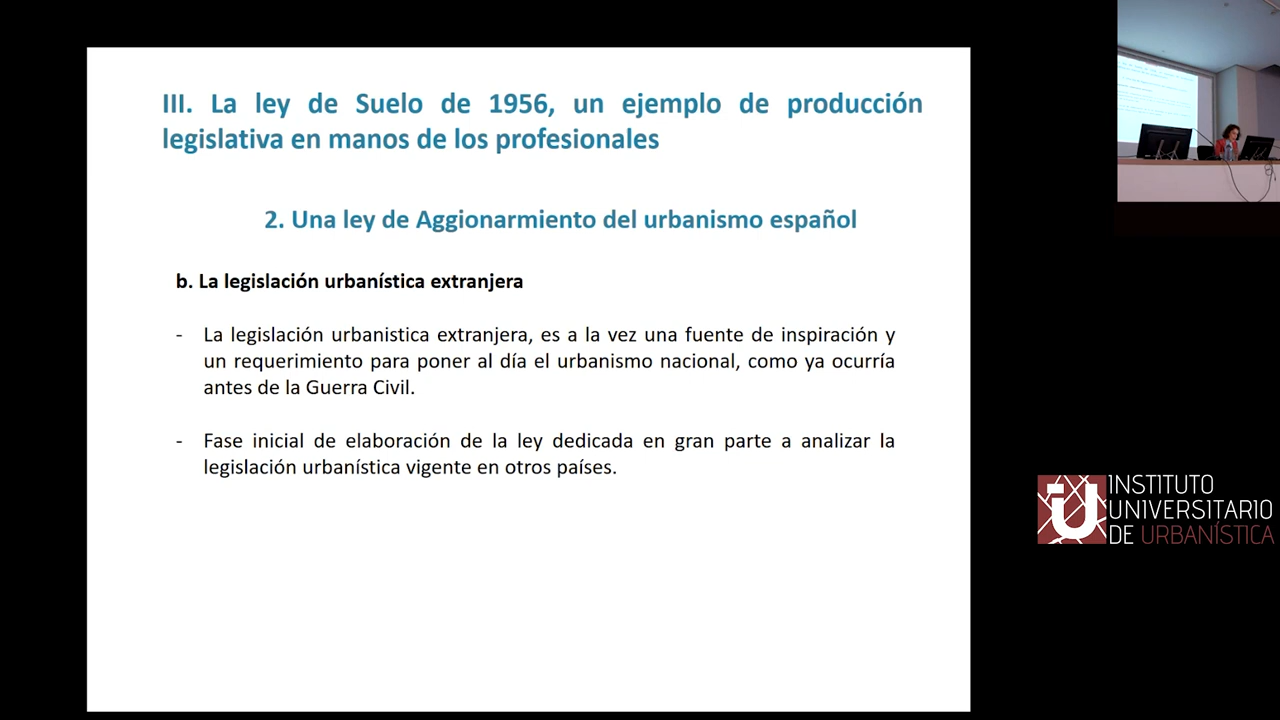 III. La ley de Suelo de 1956, un ejemplo de producción
legislativa en manos de los profesionales
2. Una ley de Aggionarmiento del urbanismo español
b. La legislación urbanística extranjera
- La legislación urbanistica extranjera, es a la vez una fuente de inspiración y
un requerimiento para poner al día el urbanismo nacional, como ya ocurría
antes de la Guerra Civil.
- Fase inicial de elaboración de la ley dedicada en gran parte a analizar la
legislación urbanística vigente en otros países.
INSTITUTO
UNIVERSITARIO
DE URBANÍSTICA